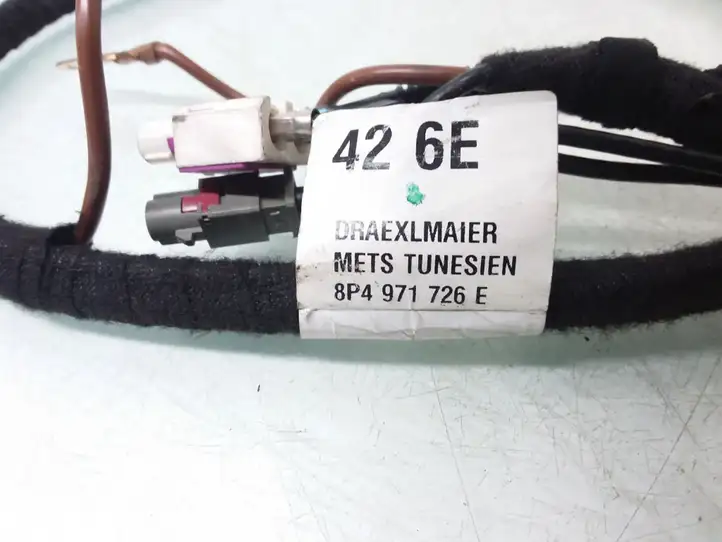 42 6E
DRAEXLMAIER
METS TUNESIEN
8P4 971 726 E